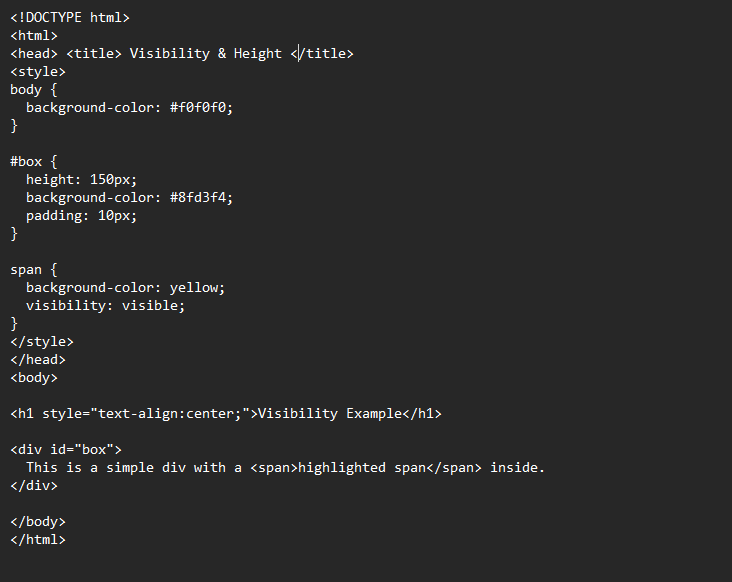 <!DOCTYPE html>
<html>
<head> <title> Visibility & Height </title>
<style>
body {
  background-color: #f0f0f0;
}

#box {
  height: 150px;
  background-color: #8fd3f4;
  padding: 10px;
}

span {
  background-color: yellow;
  visibility: visible;
}
</style>
</head>
<body>

<h1 style="text-align:center;">Visibility Example</h1>

<div id="box">
  This is a simple div with a <span>highlighted span</span> inside.
</div>

</body>
</html>